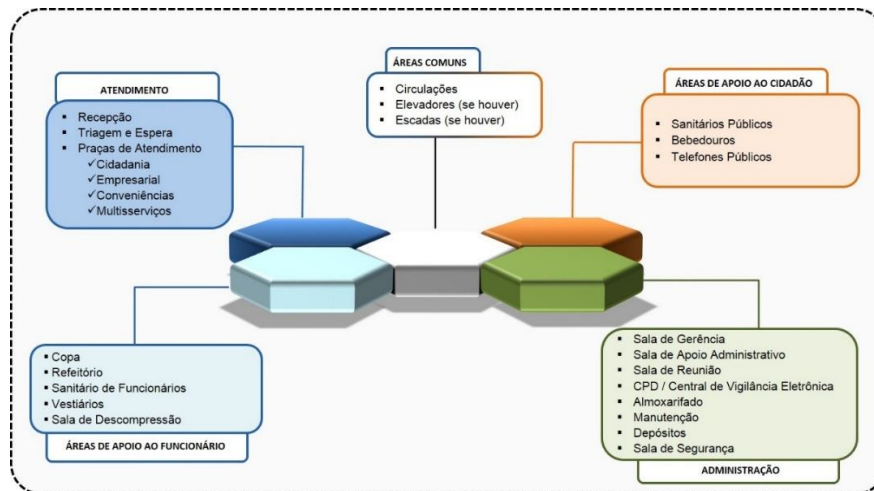 ATENDIMENTO
Recepção
Triagem e Espera
Praças de Atendimento
Cidadania
Empresarial
Conveniências
Multisserviços
ÁREAS COMUNS
Circulações
Elevadores (se houver)
Escadas (se houver)
ÁREAS DE APOIO AO CIDADÃO
Sanitários Públicos
Bebedouros
Telefones Públicos
Copa
Refeitório
Sanitário de Funcionários
Vestiários
Sala de Descompressão
ÁREAS DE APOIO AO FUNCIONÁRIO
Sala de Gerência
Sala de Apoio Administrativo
Sala de Reunião
CPD / Central de Vigilância Eletrônica
Almoxarifado
Manutenção
Depósitos
Sala de Segurança
ADMINISTRAÇÃO